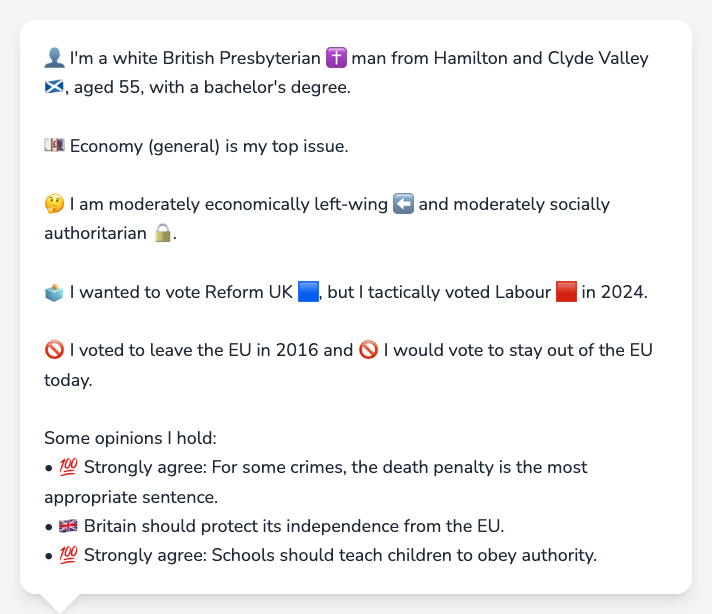 👤 I'm a white British Presbyterian ✝️ man from Hamilton and Clyde Valley
🏴󠁧󠁢󠁳󠁣󠁴󠁿, aged 55, with a bachelor's degree.
💷 Economy (general) is my top issue.
🤔 I am moderately economically left-wing ⬅️ and moderately socially
authoritarian 🔒.
🗳️ I wanted to vote Reform UK 🟦, but I tactically voted Labour 🟥 in 2024.
🚫 I voted to leave the EU in 2016 and 🚫 I would vote to stay out of the EU
today.
Some opinions I hold:
• 💯 Strongly agree: For some crimes, the death penalty is the most
appropriate sentence.
• 🇬🇧 Britain should protect its independence from the EU.
• 💯 Strongly agree: Schools should teach children to obey authority.